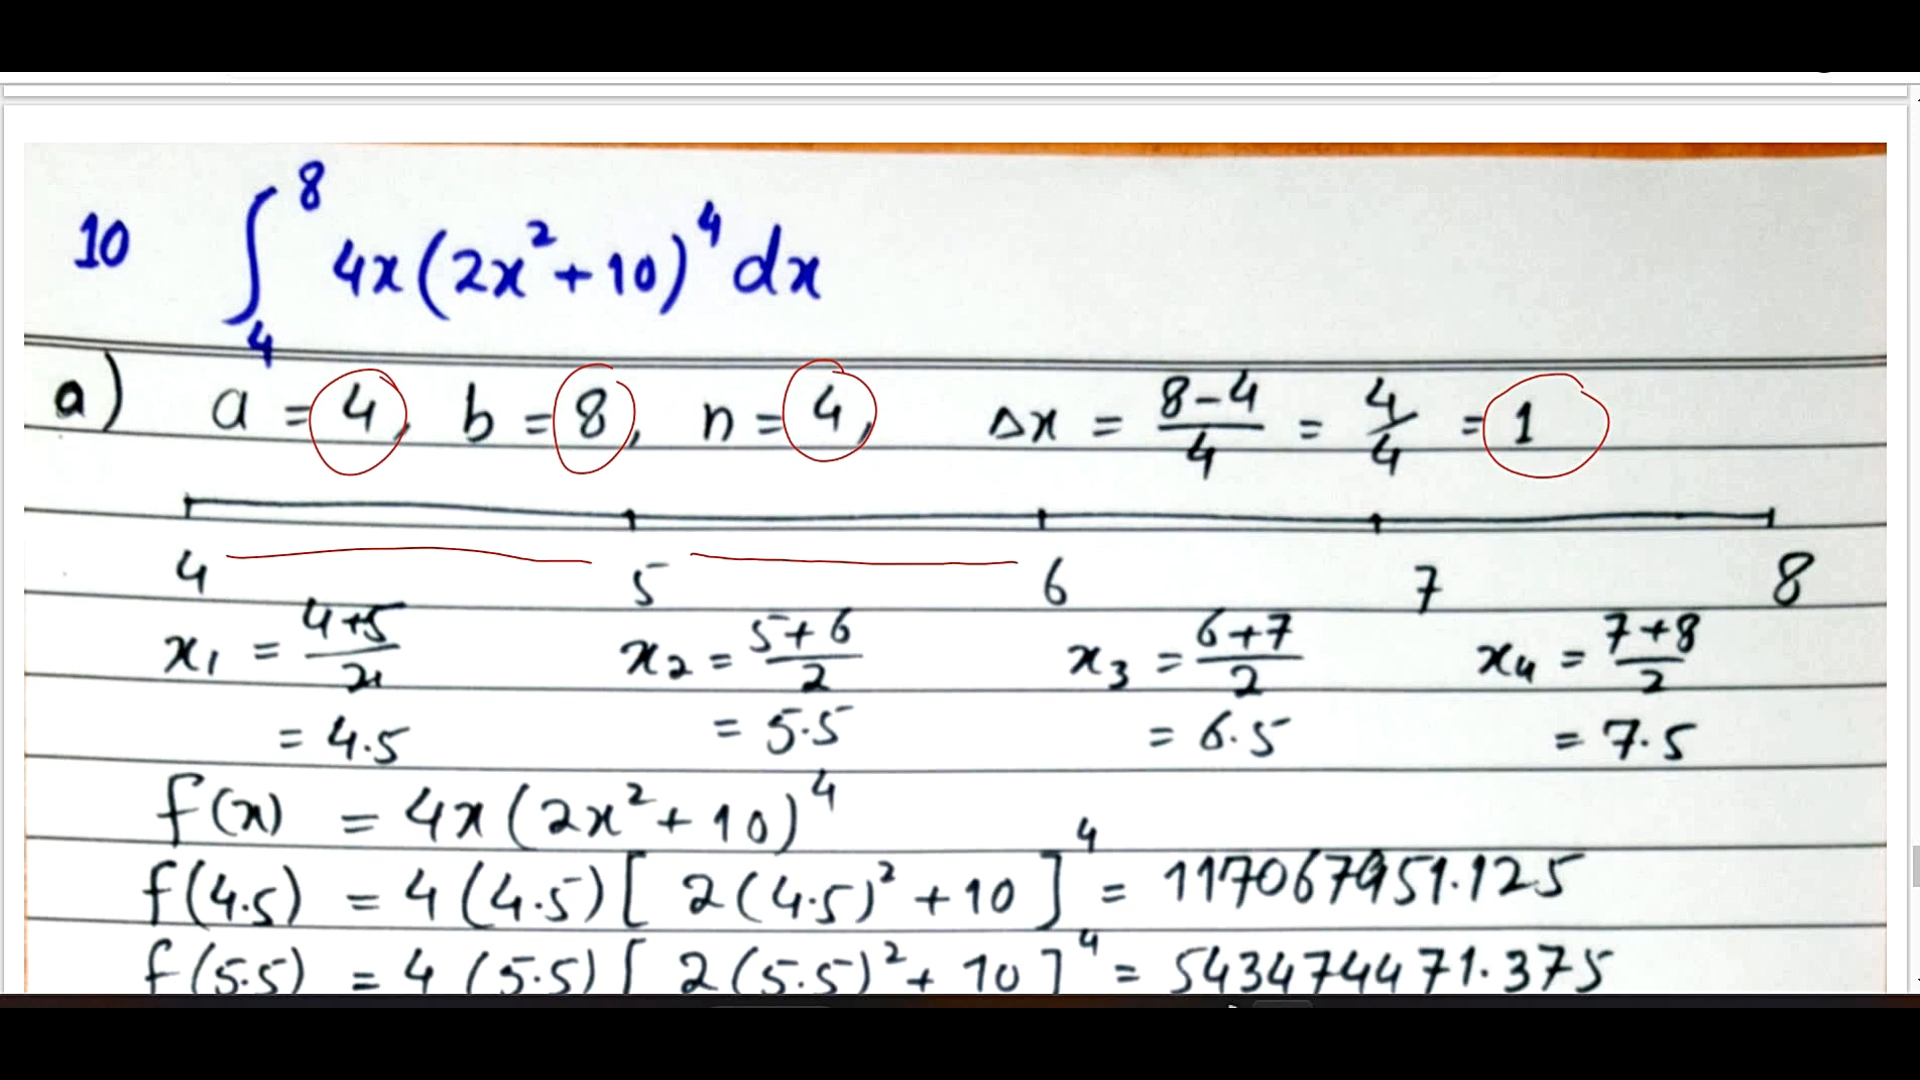 10 ∫₄⁸ 4x(2x²+10)⁴dx
a) a = 4, b = 8, n = 4, Δx = (8-4)/4 = 4/4 = 1
4 5 6 7 8
x₁ = (4+5)/2 x₂ = (5+6)/2 x₃ = (6+7)/2 x₄ = (7+8)/2
= 4.5 = 5.5 = 6.5 = 7.5
f(x) = 4x(2x²+10)⁴
f(4.5) = 4(4.5)[2(4.5)²+10]⁴ = 117067951.125
f(5.5) = 4(5.5)[2(5.5)²+10]⁴ = 543474471.375